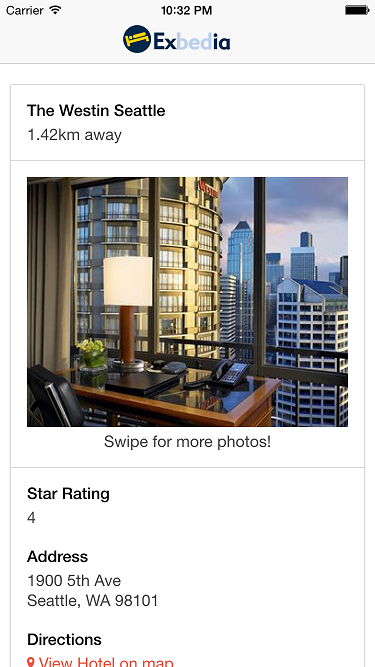 Carrier 10:32 PM
Exbedia
The Westin Seattle
1.42km away
WESTIN
Swipe for more photos!
Star Rating
4
Address
1900 5th Ave
Seattle, WA 98101
Directions
View Hotel on map